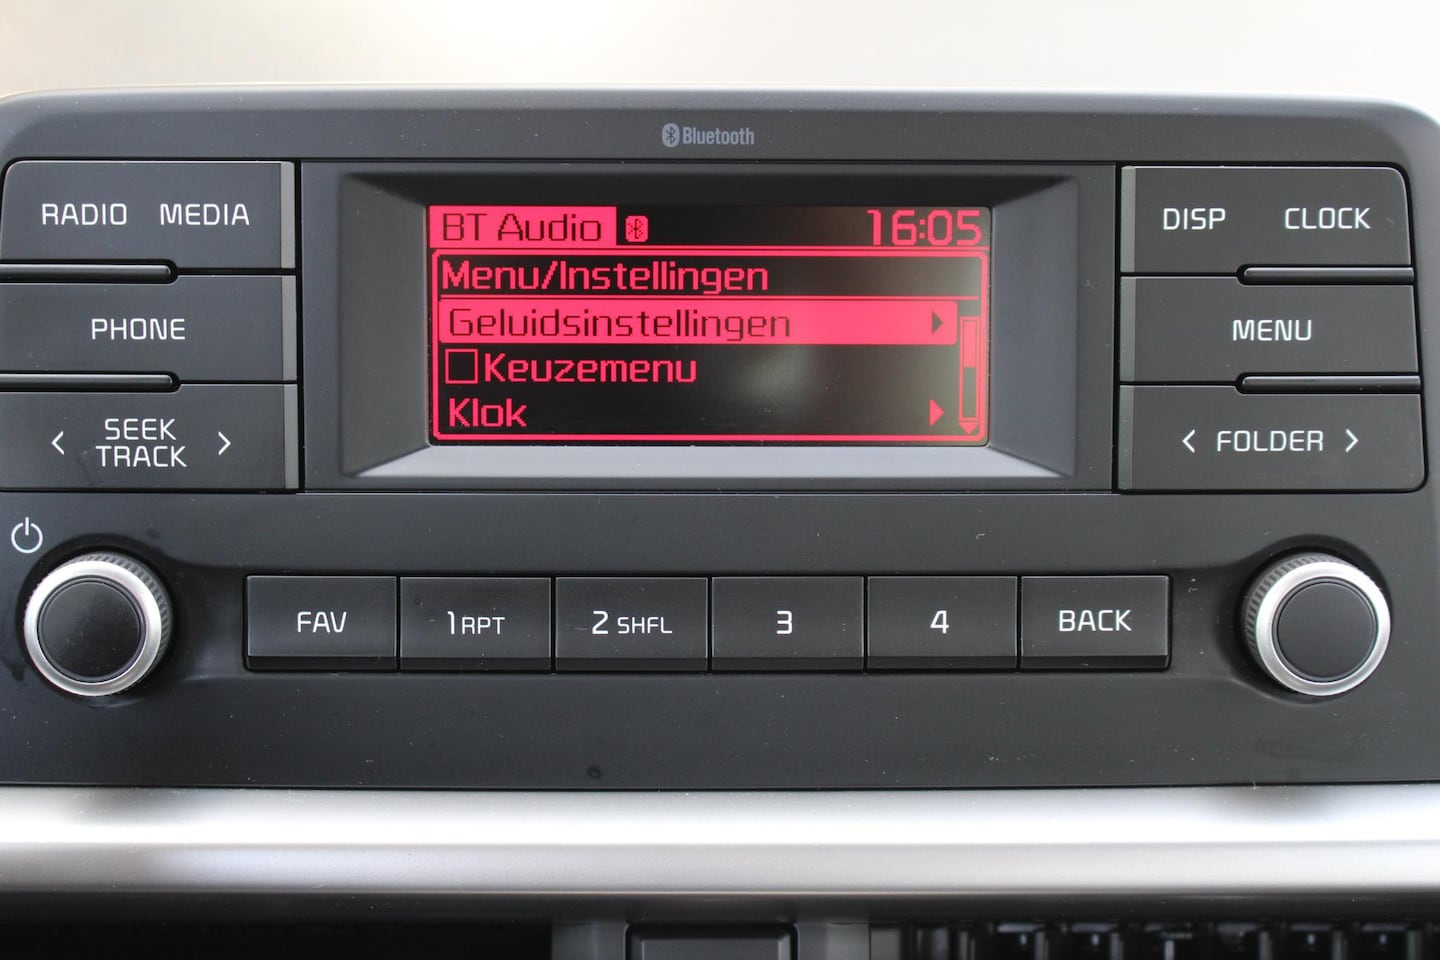 Bluetooth
RADIO MEDIA
PHONE
< SEEK TRACK >
BT Audio 16:05
Menu/Instellingen
Geluidsinstellingen
Keuzemenu
Klok
DISP CLOCK
MENU
< FOLDER >
FAV 1 RPT 2 SHFL 3 4 BACK